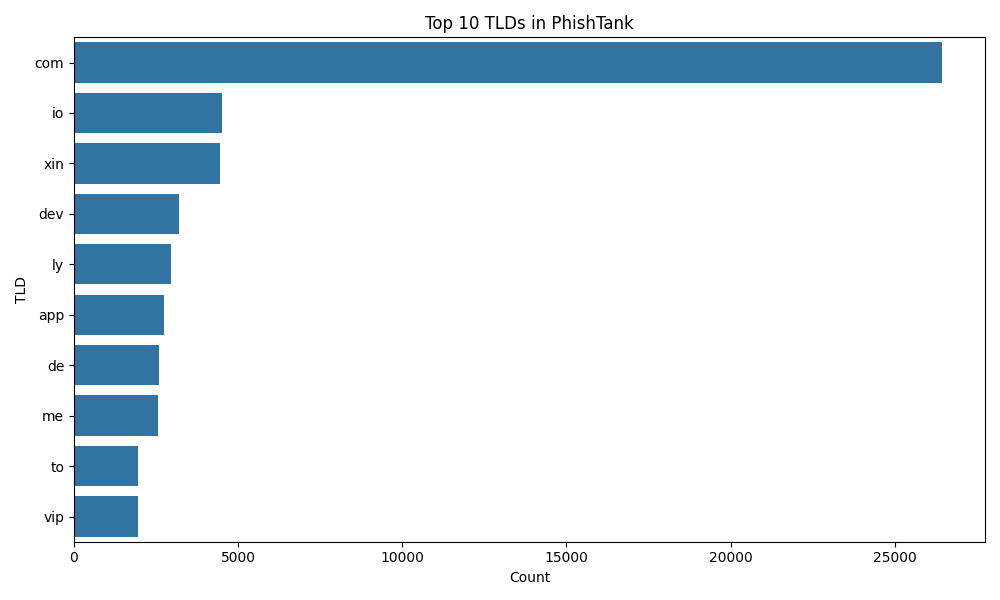 Top 10 TLDs in PhishTank
TLD
com
io
xin
dev
ly
app
de
me
to
vip
0 5000 10000 15000 20000 25000
Count